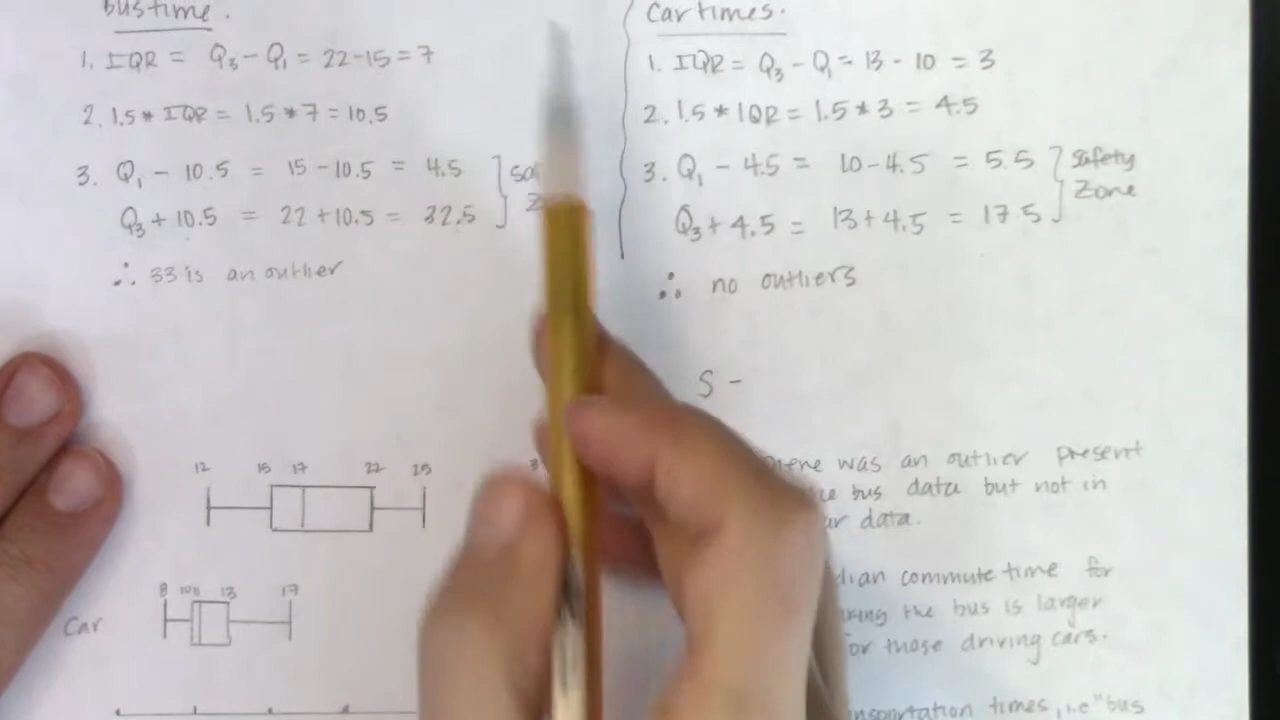 Bus time.
1. IQR = Q3 - Q1 = 22-15 = 7
2. 1.5 * IQR = 1.5 * 7 = 10.5
3. Q1 - 10.5 = 15 - 10.5 = 4.5
Q3 + 10.5 = 22 + 10.5 = 32.5
∴ 33 is an outlier
Car times.
1. IQR = Q3 - Q1 = 13 - 10 = 3
2. 1.5 * IQR = 1.5 * 3 = 4.5
3. Q1 - 4.5 = 10 - 4.5 = 5.5
Q3 + 4.5 = 13 + 4.5 = 17.5
Safety
Zone
∴ no outliers
S -
12 15 17 22 25
8 10 11 13 17
Car
There was an outlier present
bus data but not in
data.
commute time for
the bus is larger
for those driving cars.
times, i.e "bus